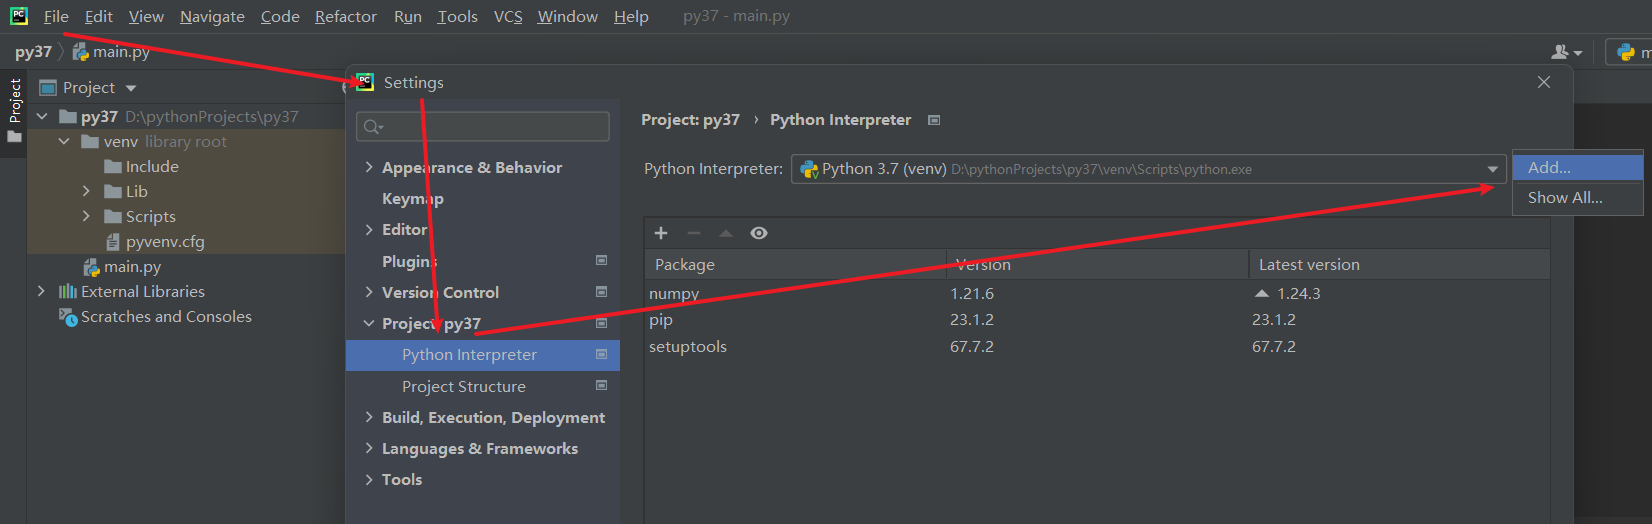 PC File Edit View Navigate Code Refactor Run Tools VCS Window Help py37 - main.py
py37 main.py m
Project
Project
py37 D:\pythonProjects\py37
venv library root
Include
Lib
Scripts
pyvenv.cfg
main.py
External Libraries
Scratches and Consoles
PC Settings
Appearance & Behavior
Keymap
Editor
Plugins
Version Control
Project: py37
Python Interpreter
Project Structure
Build, Execution, Deployment
Languages & Frameworks
Tools
Project: py37 › Python Interpreter
Python Interpreter: Python 3.7 (venv) D:\pythonProjects\py37\venv\Scripts\python.exe
Add...
Show All...
Package Version Latest version
numpy 1.21.6 1.24.3
pip 23.1.2 23.1.2
setuptools 67.7.2 67.7.2